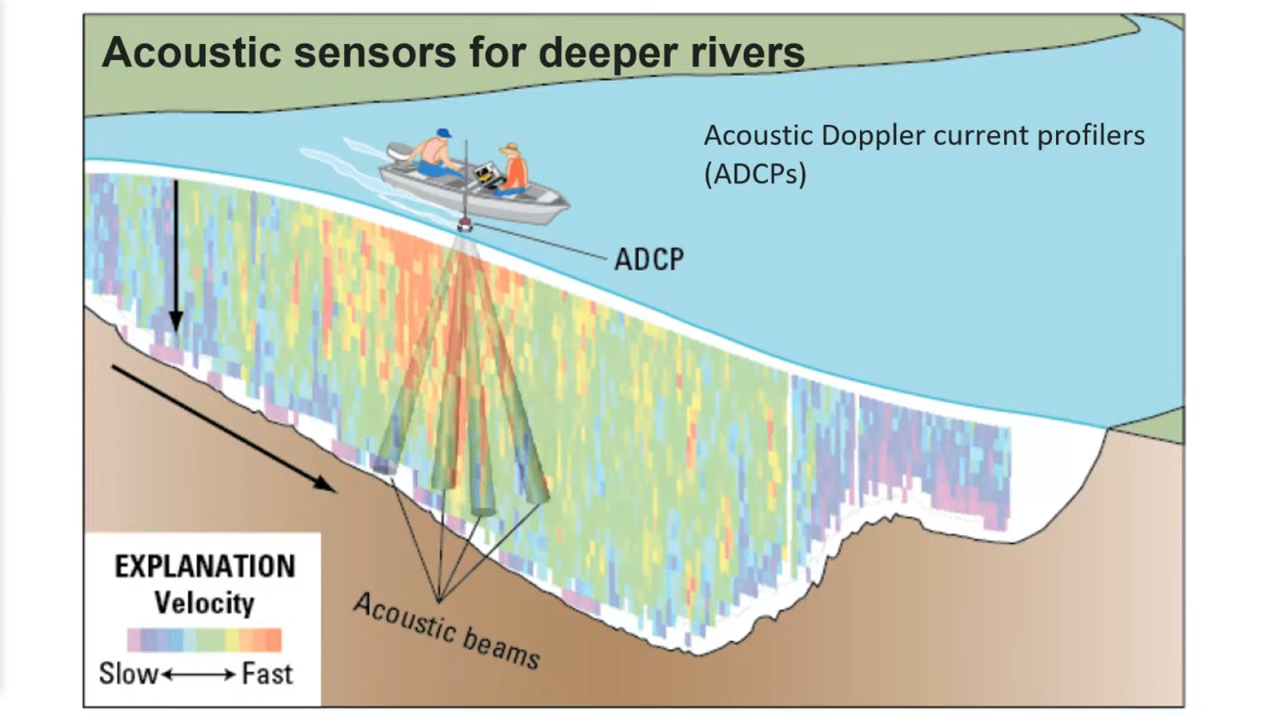 Acoustic sensors for deeper rivers
Acoustic Doppler current profilers
(ADCPs)
ADCP
Acoustic beams
EXPLANATION
Velocity
Slow
Fast